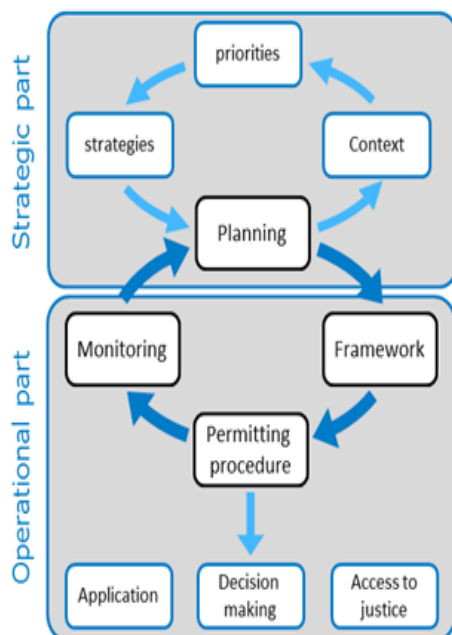 Strategic part
priorities
strategies
Context
Planning
Operational part
Monitoring
Framework
Permitting
procedure
Application
Decision
making
Access to
justice